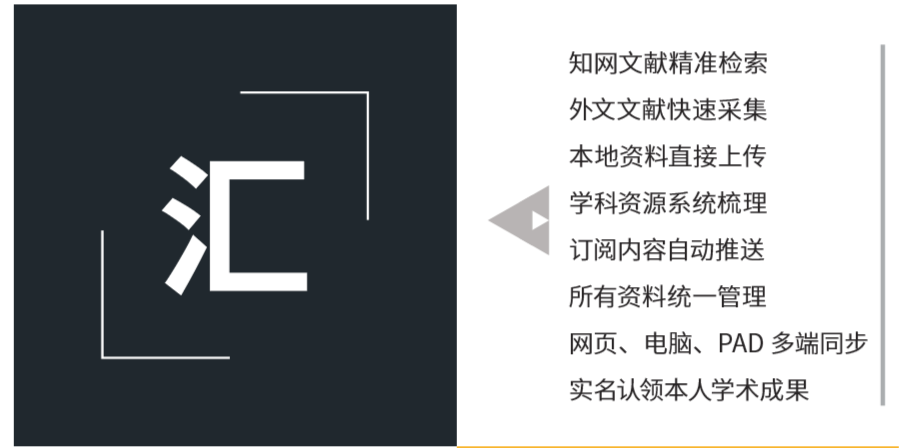 汇
知网文献精准检索
外文文献快速采集
本地资料直接上传
学科资源系统梳理
订阅内容自动推送
所有资料统一管理
网页、电脑、PAD 多端同步
实名认领本人学术成果